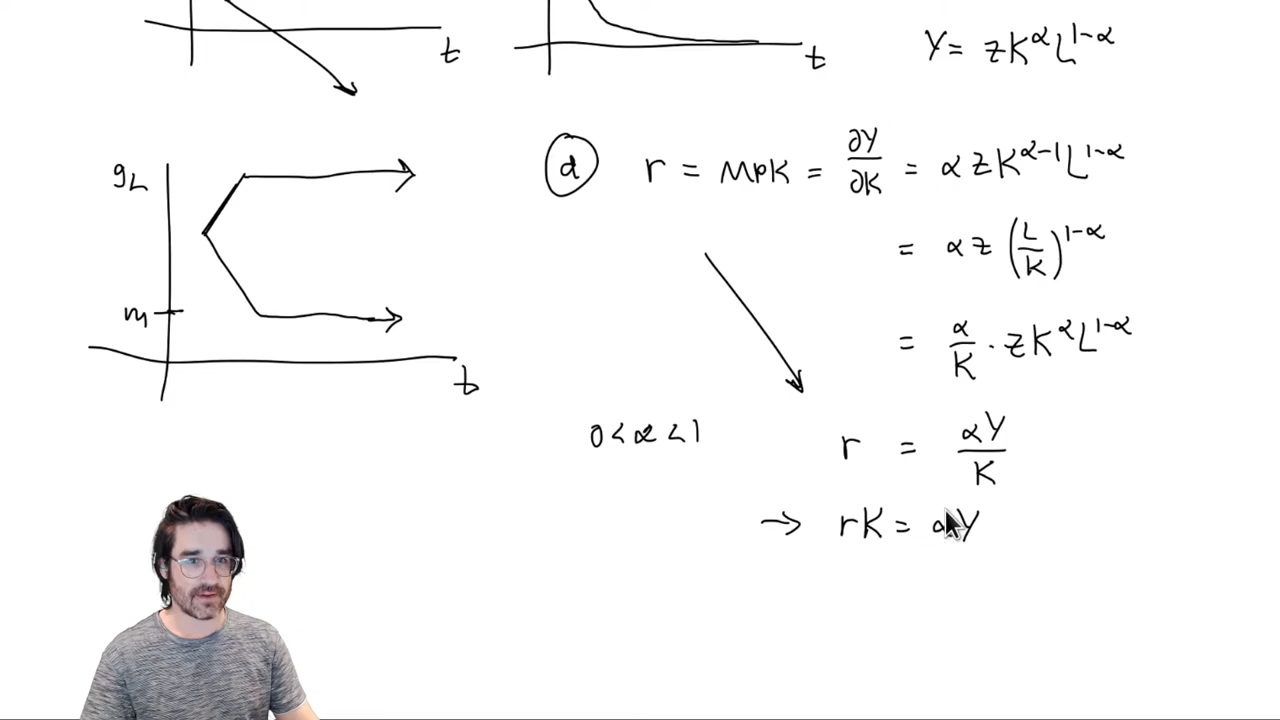 t
t
Y = zK^α L^{1-α}
g_L
m
t
(d) r = MPK = ∂Y/∂K = αzK^{α-1} L^{1-α}
= αz (L/K)^{1-α}
= α/K · zK^α L^{1-α}
0<α<1
r = αY/K
→ rK = αY